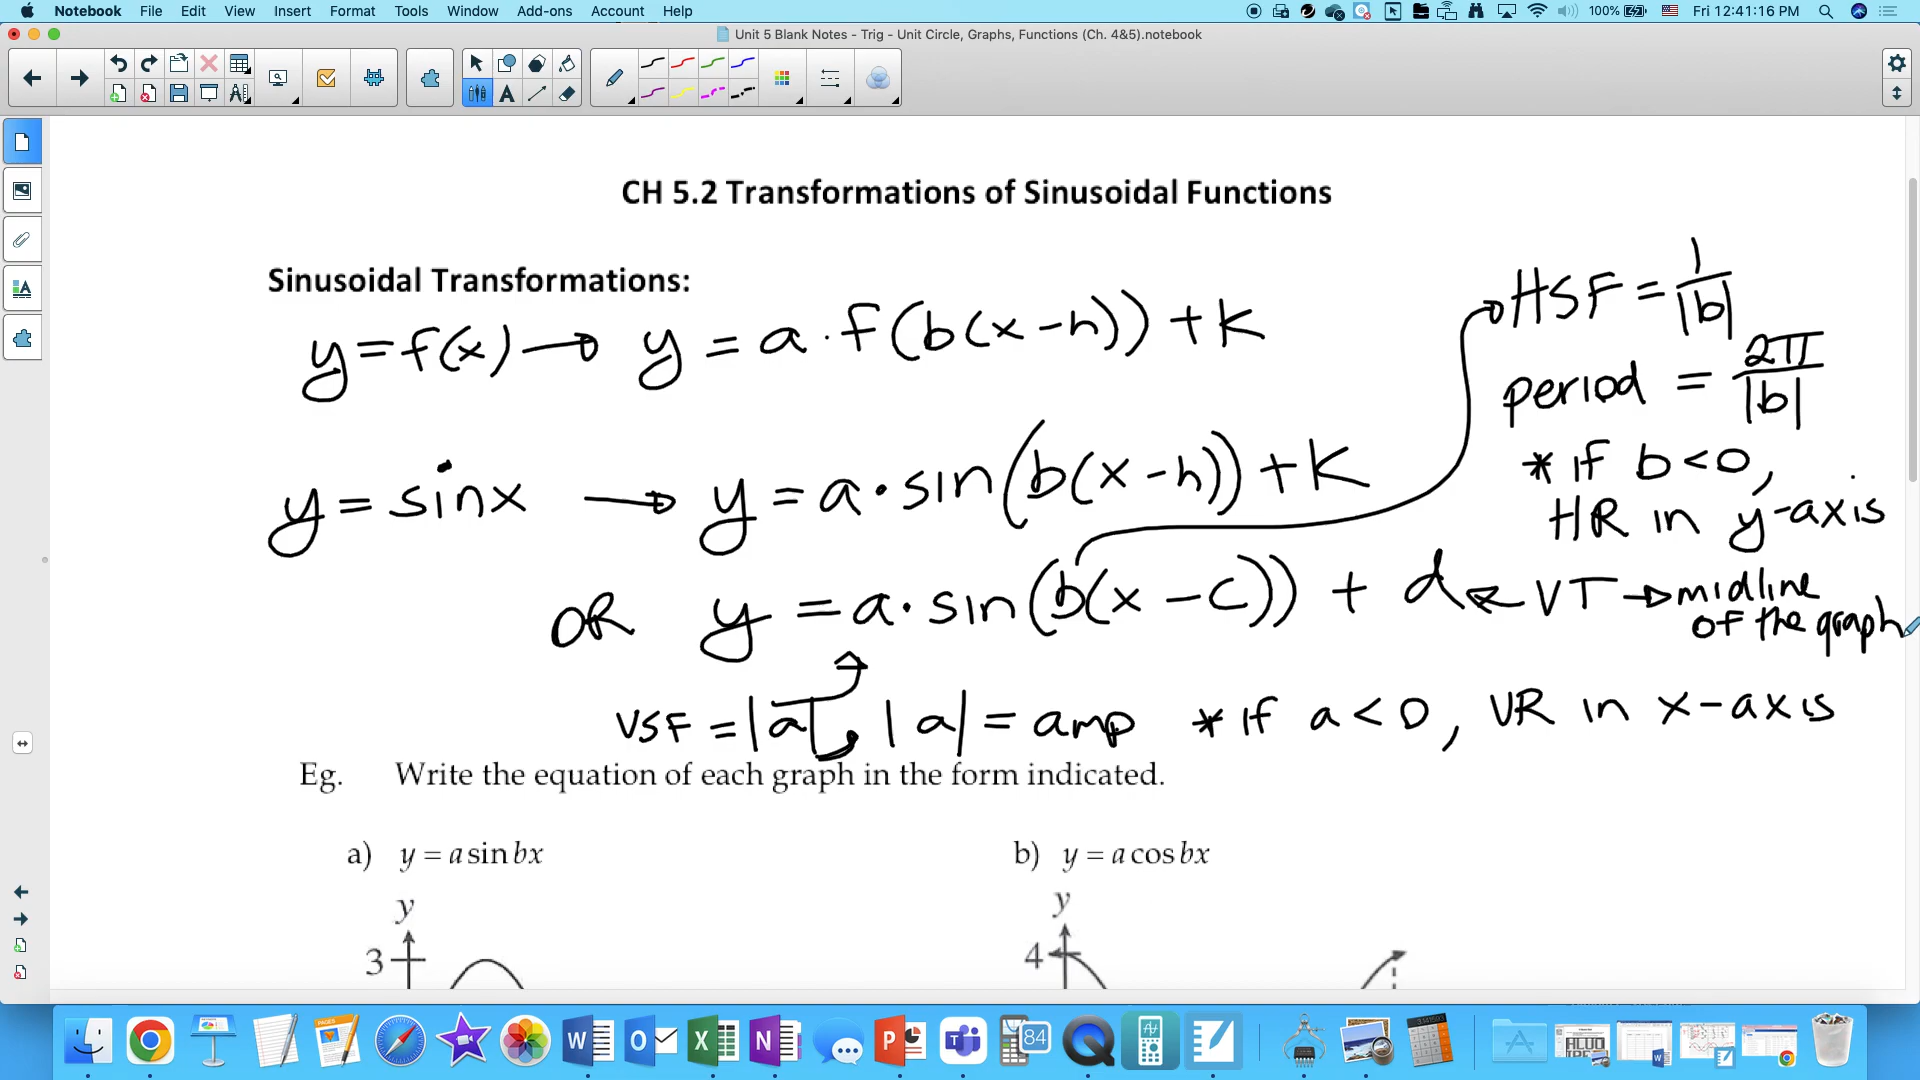 Notebook File Edit View Insert Format Tools Window Add-ons Account Help 100% Fri 12:41:16 PM
Unit 5 Blank Notes - Trig - Unit Circle, Graphs, Functions (Ch. 4&5).notebook
CH 5.2 Transformations of Sinusoidal Functions
Sinusoidal Transformations:
y = f(x) → y = a · f(b(x - h)) + k
HSF = 1/|b|
period = 2π/|b|
* if b < 0,
HR in y-axis
y = sinx → y = a · sin(b(x - h)) + k
OR y = a · sin(b(x - c)) + d ← VT → midline
of the graph
VSF = |a| |a| = amp * if a < 0, VR in x-axis
Eg. Write the equation of each graph in the form indicated.
a) y = a sin bx
b) y = a cos bx
y
3
y
4
84